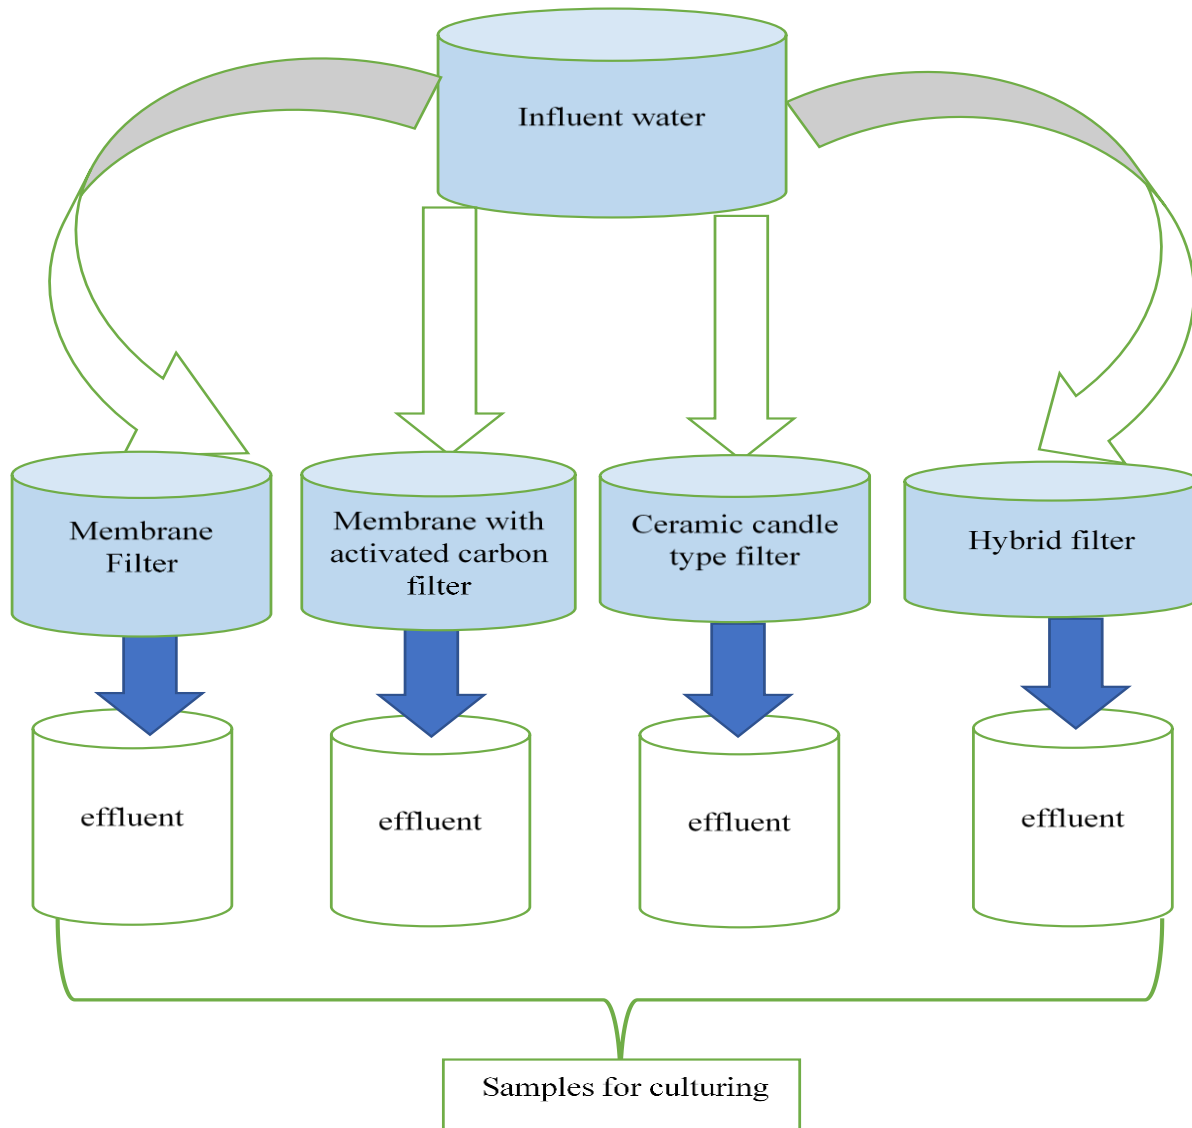 Influent water
Membrane
Filter
Membrane with
activated carbon
filter
Ceramic candle
type filter
Hybrid filter
effluent
effluent
effluent
effluent
Samples for culturing